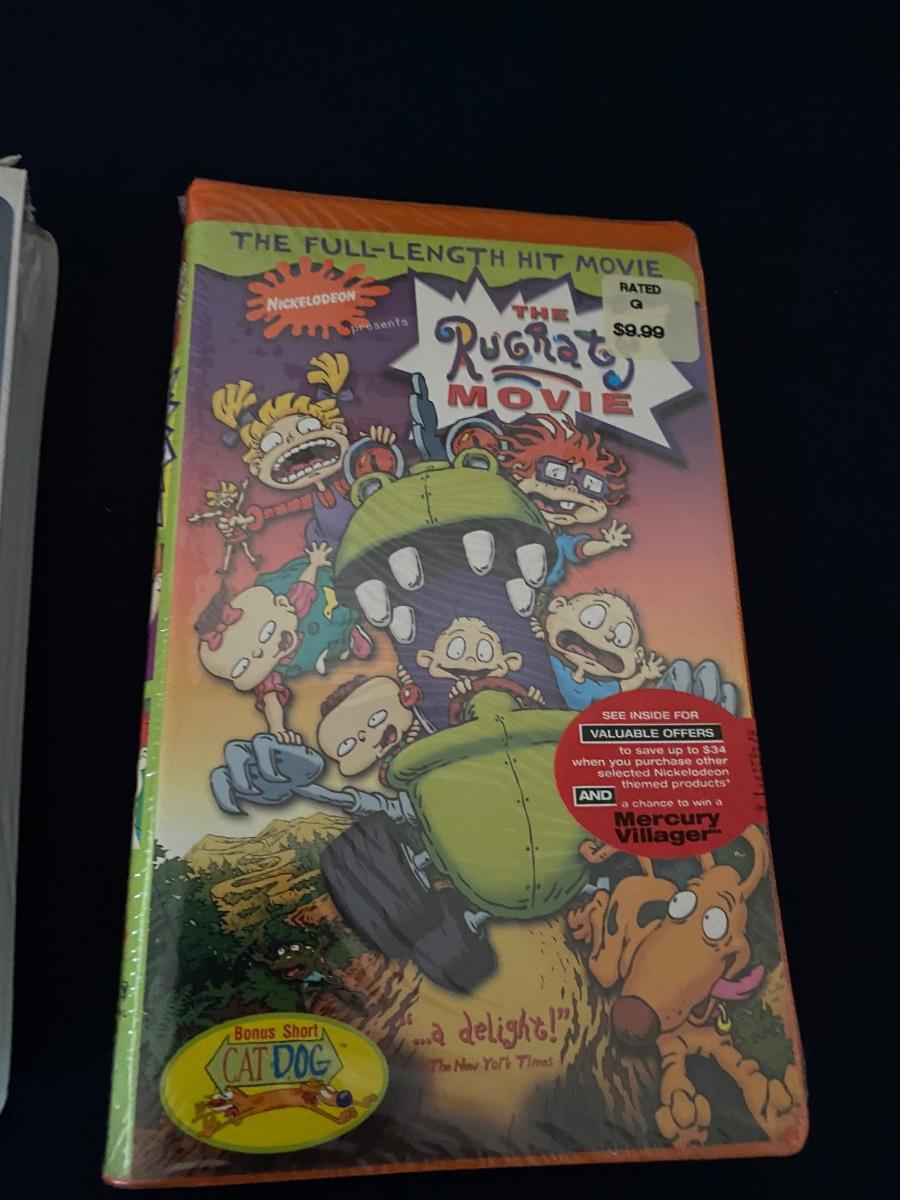 THE FULL-LENGTH HIT MOVIE
NICKELODEON
presents
THE
RUGRATS
MOVIE
RATED
G
$9.99
SEE INSIDE FOR
VALUABLE OFFERS
to save up to $34
when you purchase other
selected Nickelodeon
themed products*
AND a chance to win a
Mercury
Villager™
"...a delight!"
The New York Times
Bonus Short
CATDOG™